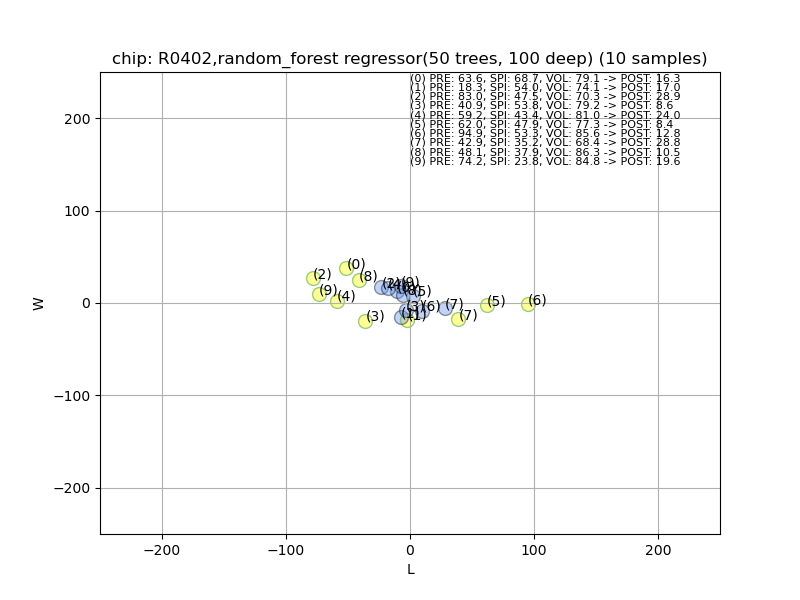 chip: R0402,random_forest regressor(50 trees, 100 deep) (10 samples)
(0) PRE: 63.6, SPI: 68.7, VOL: 79.1 -> POST: 16.3
(1) PRE: 18.3, SPI: 54.0, VOL: 74.1 -> POST: 17.0
(2) PRE: 83.0, SPI: 47.5, VOL: 70.3 -> POST: 28.9
(3) PRE: 40.9, SPI: 53.8, VOL: 79.2 -> POST: 8.6
(4) PRE: 59.2, SPI: 43.4, VOL: 81.0 -> POST: 24.0
(5) PRE: 62.0, SPI: 47.9, VOL: 77.3 -> POST: 8.4
(6) PRE: 94.9, SPI: 53.3, VOL: 85.6 -> POST: 12.8
(7) PRE: 42.9, SPI: 35.2, VOL: 68.4 -> POST: 28.8
(8) PRE: 48.1, SPI: 37.9, VOL: 86.3 -> POST: 10.5
(9) PRE: 74.2, SPI: 23.8, VOL: 84.8 -> POST: 19.6
200
100
0
−100
−200
W
(0)
(2)
(8)
(9)
(4)
(3)
(9)
(5)
(3)
(6)
(7)
(1)
(7)
(5)
(6)
−200
−100
0
100
200
L